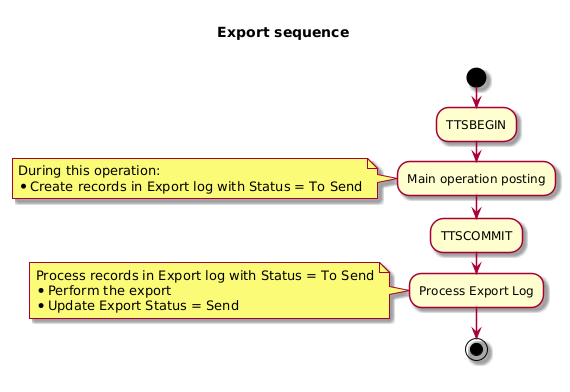 Export sequence
TTSBEGIN
During this operation:
• Create records in Export log with Status = To Send
Main operation posting
TTSCOMMIT
Process records in Export log with Status = To Send
• Perform the export
• Update Export Status = Send
Process Export Log